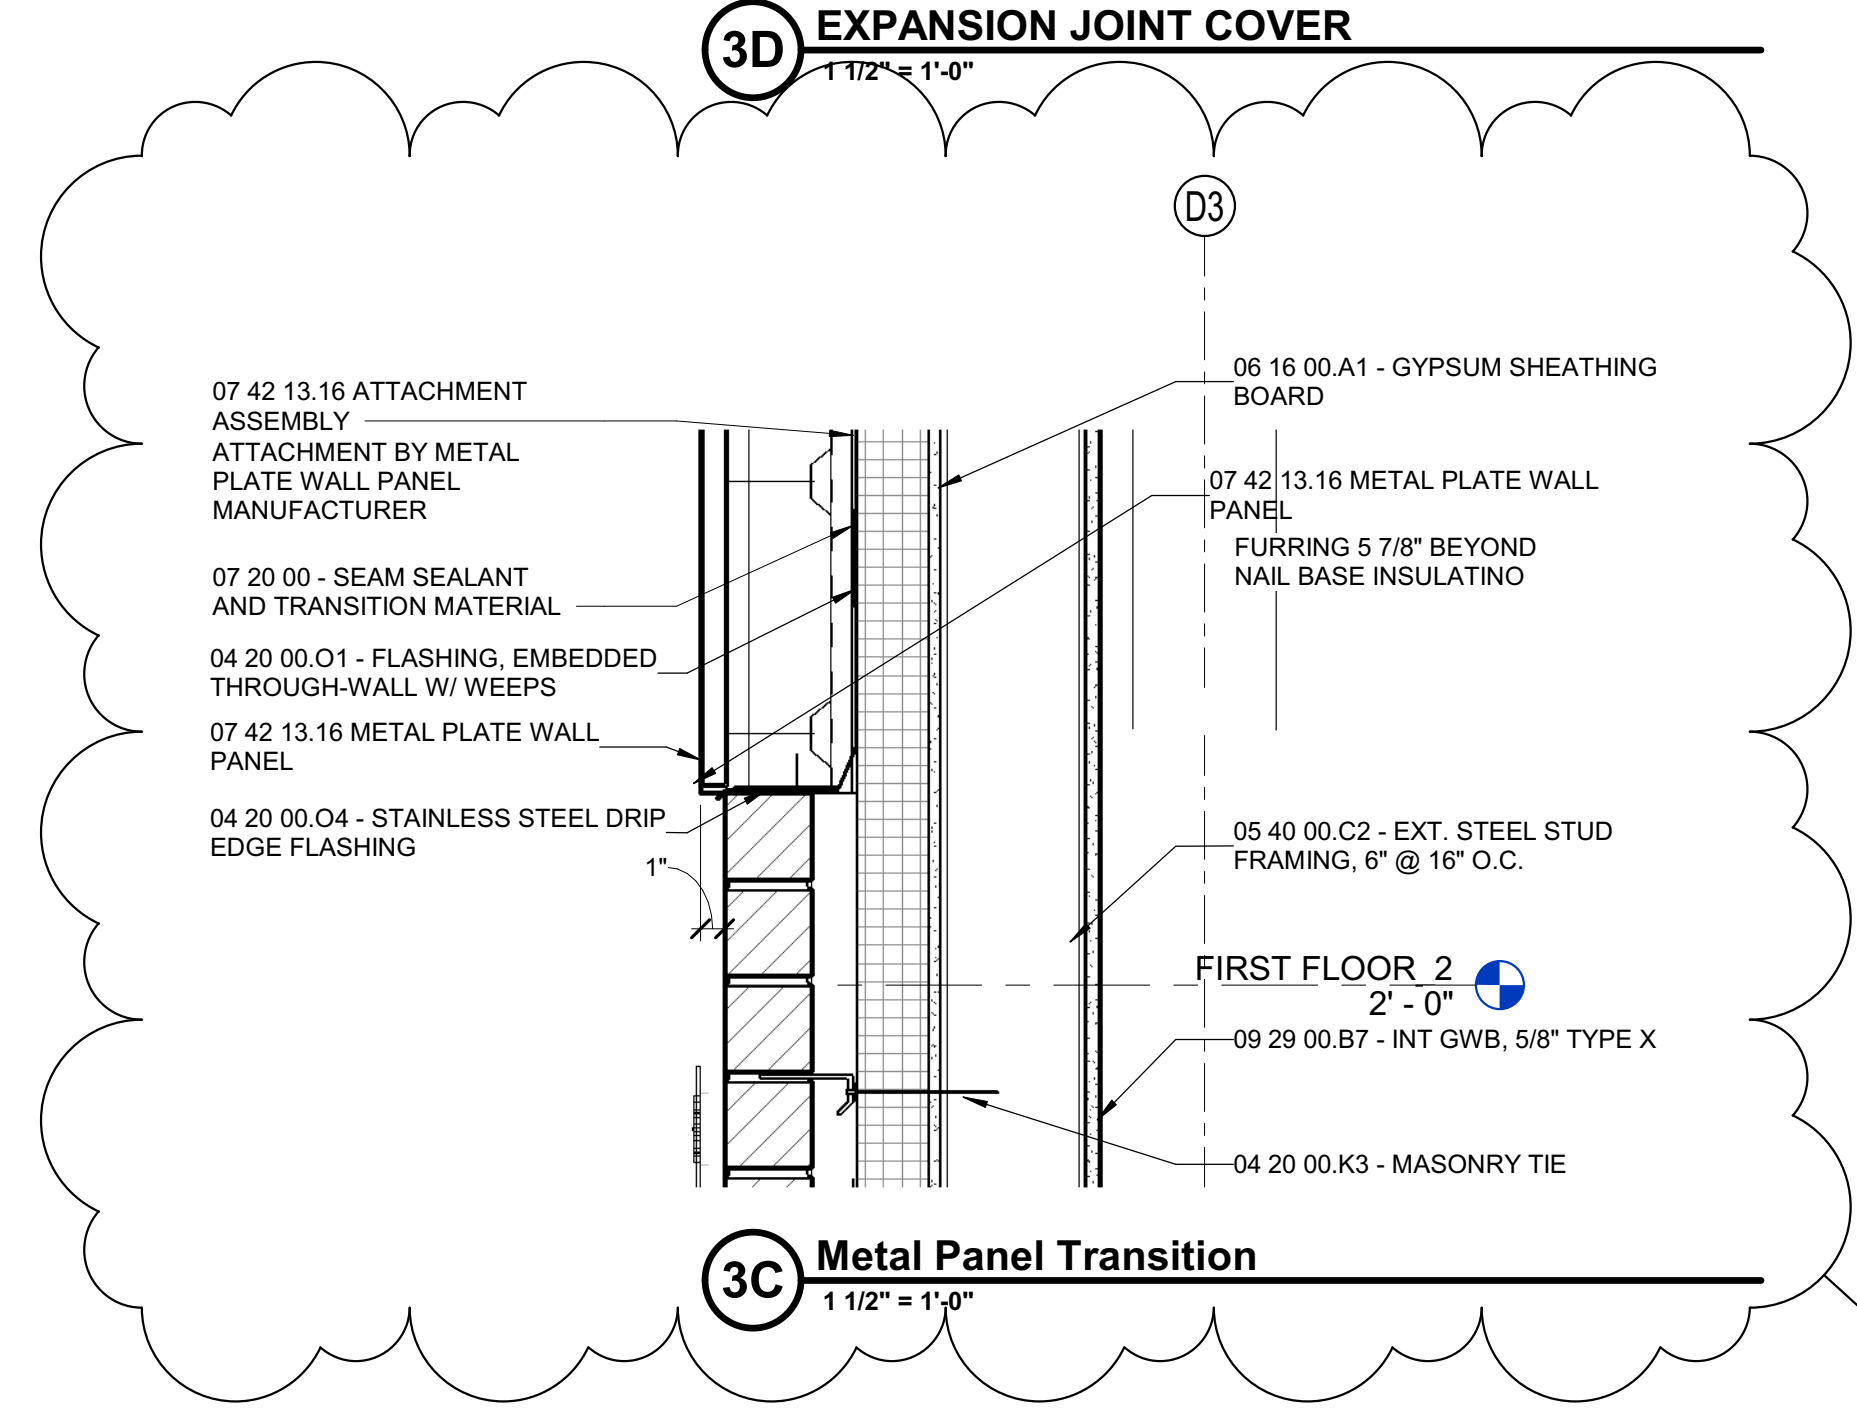 3D
EXPANSION JOINT COVER
1 1/2" = 1'-0"
D3
07 42 13.16 ATTACHMENT
ASSEMBLY
ATTACHMENT BY METAL
PLATE WALL PANEL
MANUFACTURER
07 20 00 - SEAM SEALANT
AND TRANSITION MATERIAL
04 20 00.O1 - FLASHING, EMBEDDED
THROUGH-WALL W/ WEEPS
07 42 13.16 METAL PLATE WALL
PANEL
04 20 00.O4 - STAINLESS STEEL DRIP
EDGE FLASHING
1"
06 16 00.A1 - GYPSUM SHEATHING
BOARD
07 42 13.16 METAL PLATE WALL
PANEL
FURRING 5 7/8" BEYOND
NAIL BASE INSULATINO
05 40 00.C2 - EXT. STEEL STUD
FRAMING, 6" @ 16" O.C.
FIRST FLOOR_2
2' - 0"
09 29 00.B7 - INT GWB, 5/8" TYPE X
04 20 00.K3 - MASONRY TIE
3C
Metal Panel Transition
1 1/2" = 1'-0"